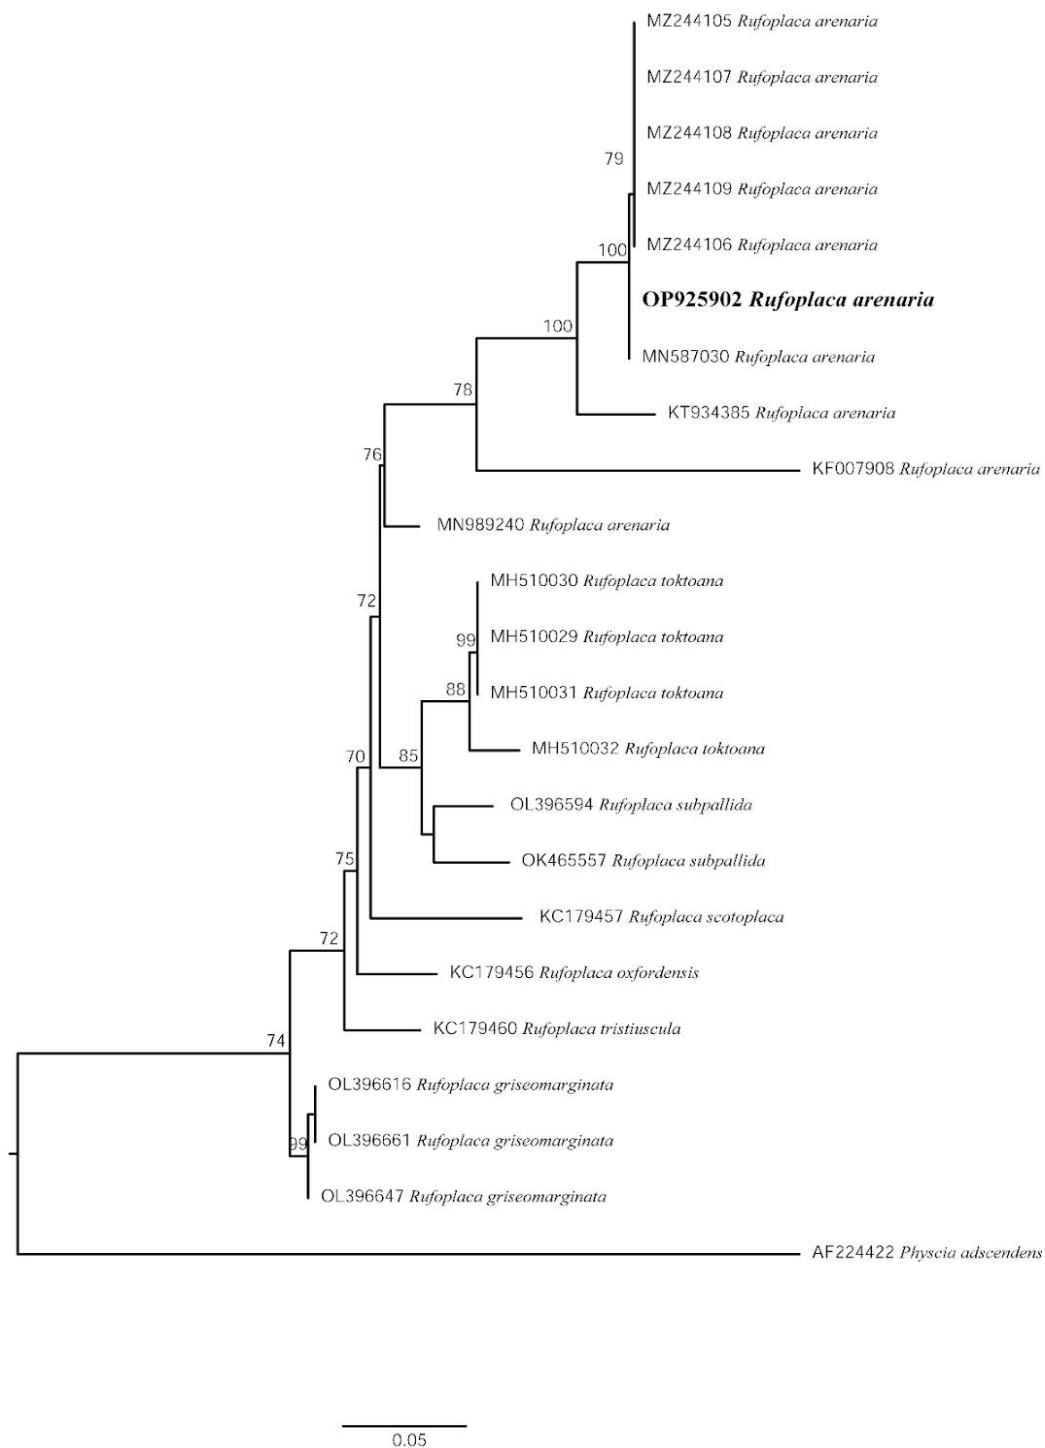 MZ244105 Rufoplaca arenaria
MZ244107 Rufoplaca arenaria
MZ244108 Rufoplaca arenaria
79
MZ244109 Rufoplaca arenaria
MZ244106 Rufoplaca arenaria
100
OP925902 Rufoplaca arenaria
100
MN587030 Rufoplaca arenaria
78
KT934385 Rufoplaca arenaria
76
KF007908 Rufoplaca arenaria
MN989240 Rufoplaca arenaria
MH510030 Rufoplaca toktoana
72
99
MH510029 Rufoplaca toktoana
88
MH510031 Rufoplaca toktoana
MH510032 Rufoplaca toktoana
70
85
OL396594 Rufoplaca subpallida
75
OK465557 Rufoplaca subpallida
KC179457 Rufoplaca scotoplaca
72
KC179456 Rufoplaca oxfordensis
KC179460 Rufoplaca tristiuscula
74
OL396616 Rufoplaca griseomarginata
99
OL396661 Rufoplaca griseomarginata
OL396647 Rufoplaca griseomarginata
AF224422 Physcia adscendens
0.05